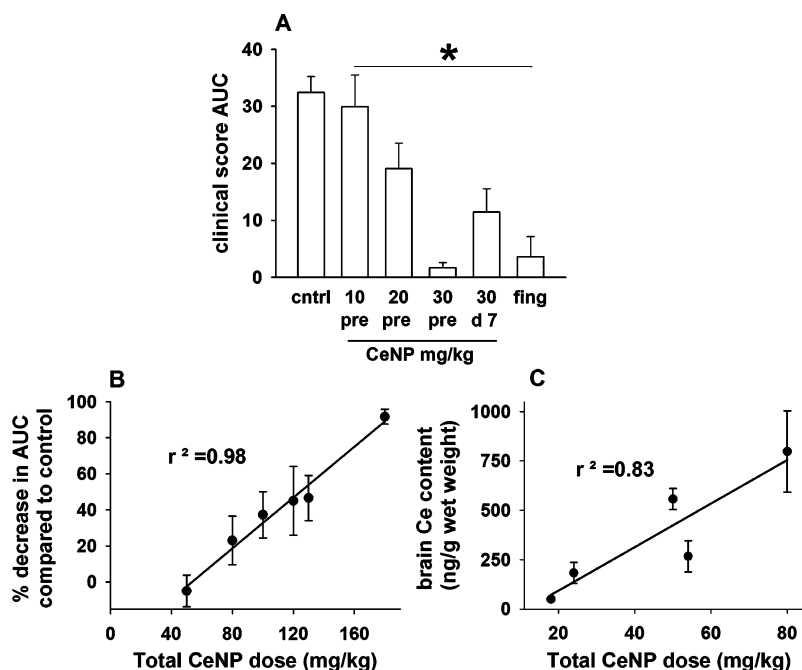 A
clinical score AUC
40
30
20
10
0
*
cntrl 10 20 30 30 fing
pre pre pre d 7
CeNP mg/kg
B
% decrease in AUC
compared to control
100
80
60
40
20
0
r ² =0.98
0 40 80 120 160
Total CeNP dose (mg/kg)
C
brain Ce content
(ng/g wet weight)
1000
750
500
250
0
r ² =0.83
20 40 60 80
Total CeNP dose (mg/kg)